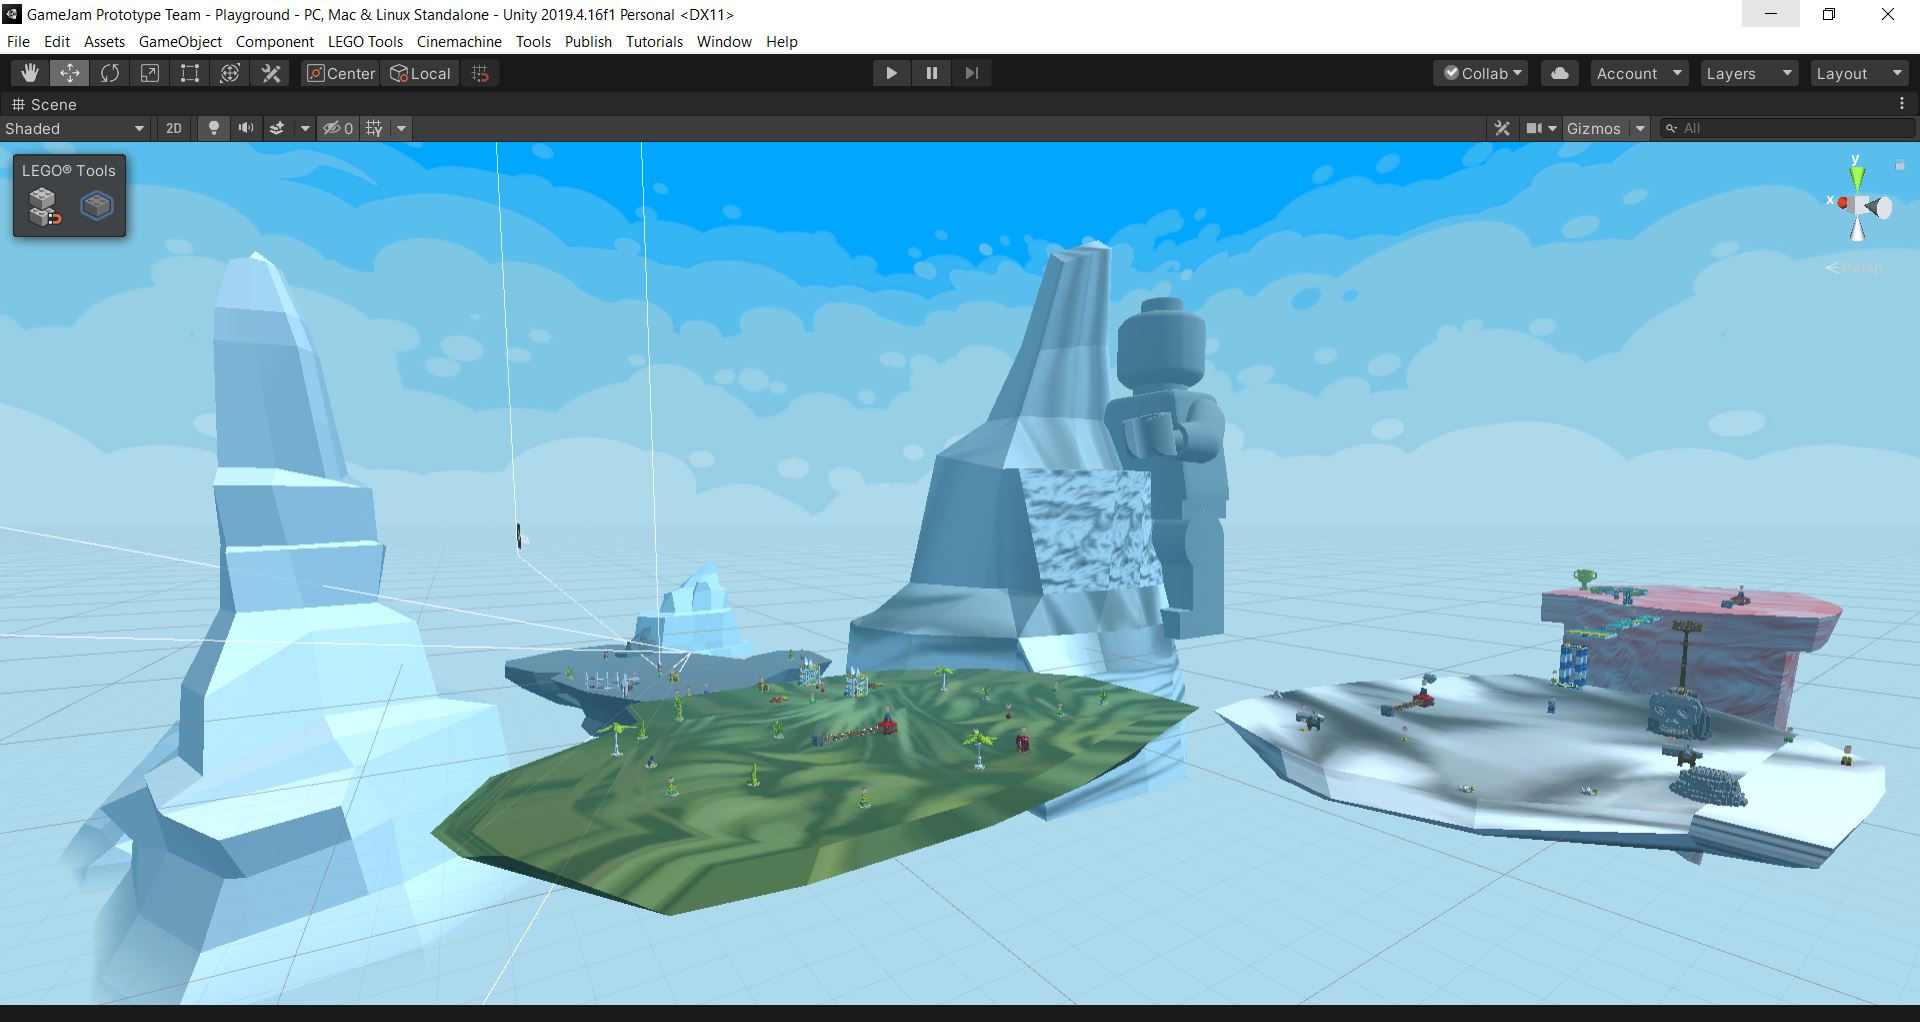 GameJam Prototype Team - Playground - PC, Mac & Linux Standalone - Unity 2019.4.16f1 Personal <DX11>
File Edit Assets GameObject Component LEGO Tools Cinemachine Tools Publish Tutorials Window Help
Center Local Collab Account Layers Layout
Scene
Shaded 2D 0 Gizmos All
LEGO® Tools
y
x
Persp